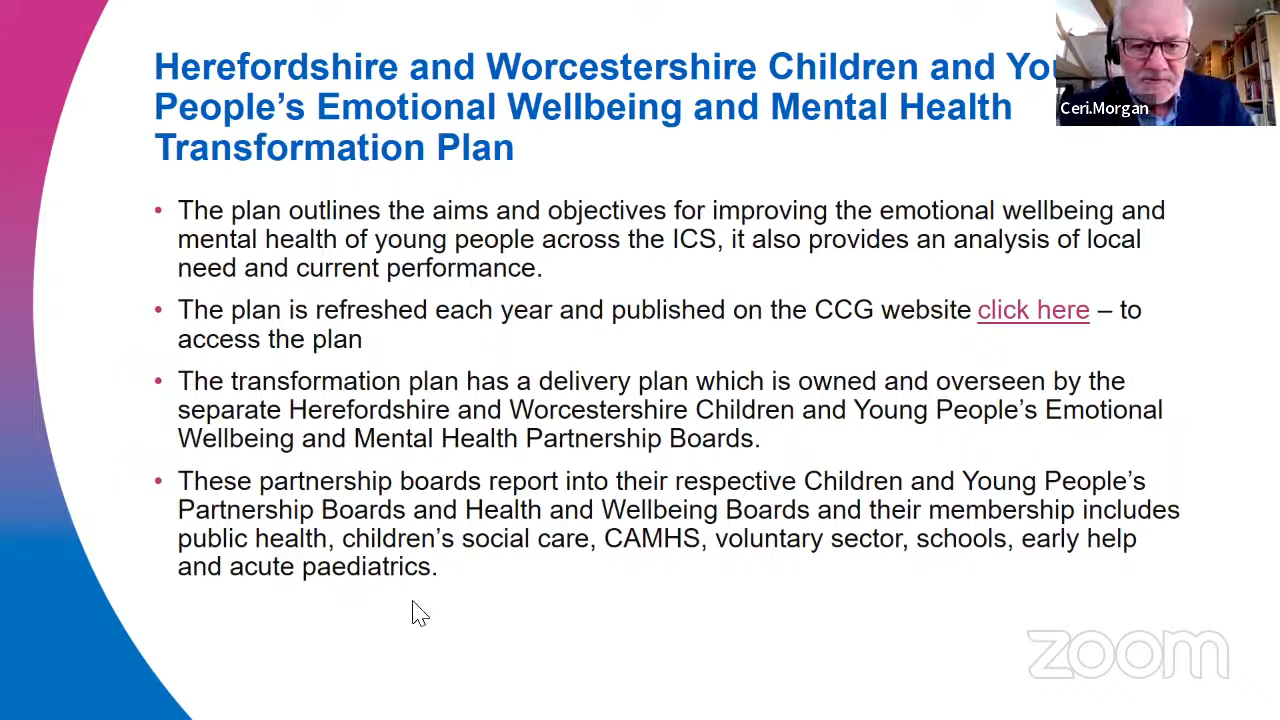 Herefordshire and Worcestershire Children and
People’s Emotional Wellbeing and Mental Health
Transformation Plan
Ceri.Morgan
• The plan outlines the aims and objectives for improving the emotional wellbeing and
mental health of young people across the ICS, it also provides an analysis of local
need and current performance.
• The plan is refreshed each year and published on the CCG website click here – to
access the plan
• The transformation plan has a delivery plan which is owned and overseen by the
separate Herefordshire and Worcestershire Children and Young People’s Emotional
Wellbeing and Mental Health Partnership Boards.
• These partnership boards report into their respective Children and Young People’s
Partnership Boards and Health and Wellbeing Boards and their membership includes
public health, children’s social care, CAMHS, voluntary sector, schools, early help
and acute paediatrics.
zoom